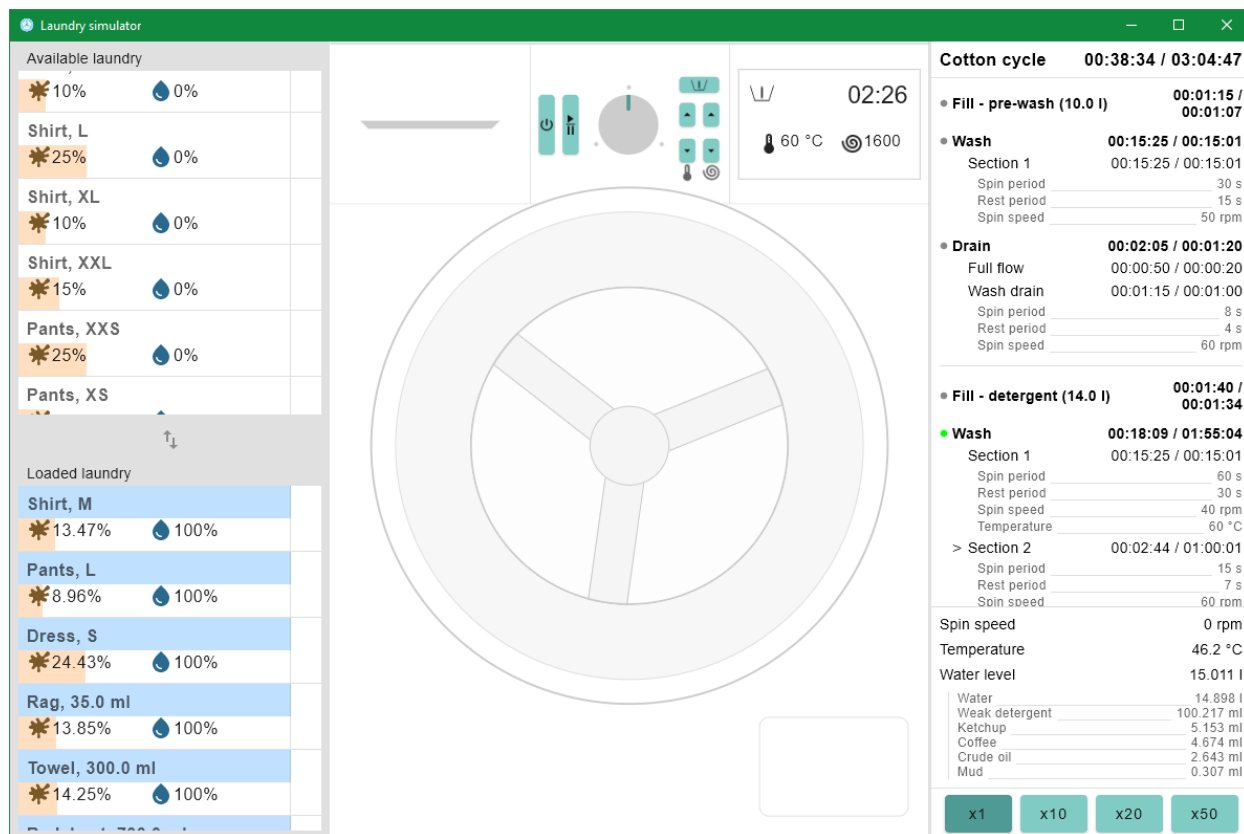 Laundry simulator
Available laundry
10% 0%
Shirt, L
25% 0%
Shirt, XL
10% 0%
Shirt, XXL
15% 0%
Pants, XXS
25% 0%
Pants, XS
Loaded laundry
Shirt, M
13.47% 100%
Pants, L
8.96% 100%
Dress, S
24.43% 100%
Rag, 35.0 ml
13.85% 100%
Towel, 300.0 ml
14.25% 100%
02:26
60 °C 1600
Cotton cycle 00:38:34 / 03:04:47
Fill - pre-wash (10.0 l) 00:01:15 / 00:01:07
Wash 00:15:25 / 00:15:01
Section 1 00:15:25 / 00:15:01
Spin period 30 s
Rest period 15 s
Spin speed 50 rpm
Drain 00:02:05 / 00:01:20
Full flow 00:00:50 / 00:00:20
Wash drain 00:01:15 / 00:01:00
Spin period 8 s
Rest period 4 s
Spin speed 60 rpm
Fill - detergent (14.0 l) 00:01:40 / 00:01:34
Wash 00:18:09 / 01:55:04
Section 1 00:15:25 / 00:15:01
Spin period 60 s
Rest period 30 s
Spin speed 40 rpm
Temperature 60 °C
> Section 2 00:02:44 / 01:00:01
Spin period 15 s
Rest period 7 s
Spin speed 60 rpm
Spin speed 0 rpm
Temperature 46.2 °C
Water level 15.011 l
Water 14.898 l
Weak detergent 100.217 ml
Ketchup 5.153 ml
Coffee 4.674 ml
Crude oil 2.643 ml
Mud 0.307 ml
x1 x10 x20 x50